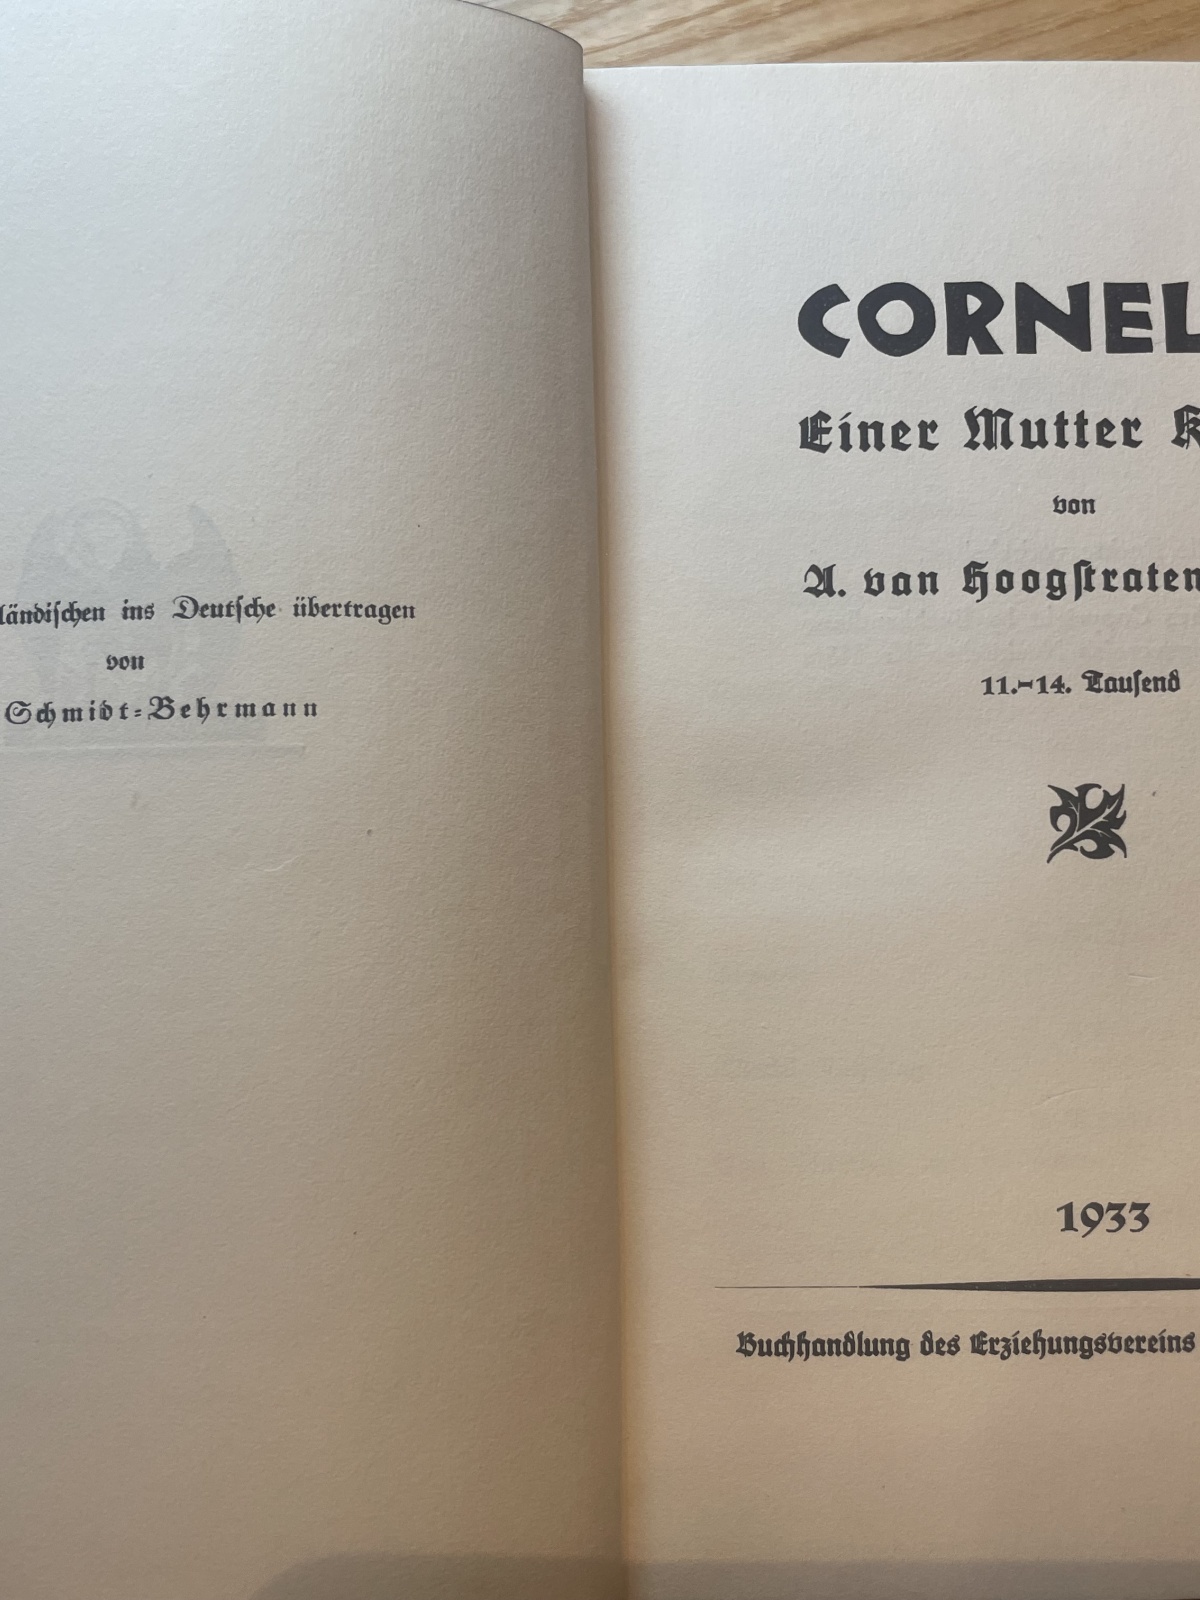 ländischen ins Deutsche übertragen
von
Schmidt-Behrmann
CORNEL
Einer Mutter K
von
A. van Hoogstraten
11.-14. Tausend
1933
Buchhandlung des Erziehungsvereins